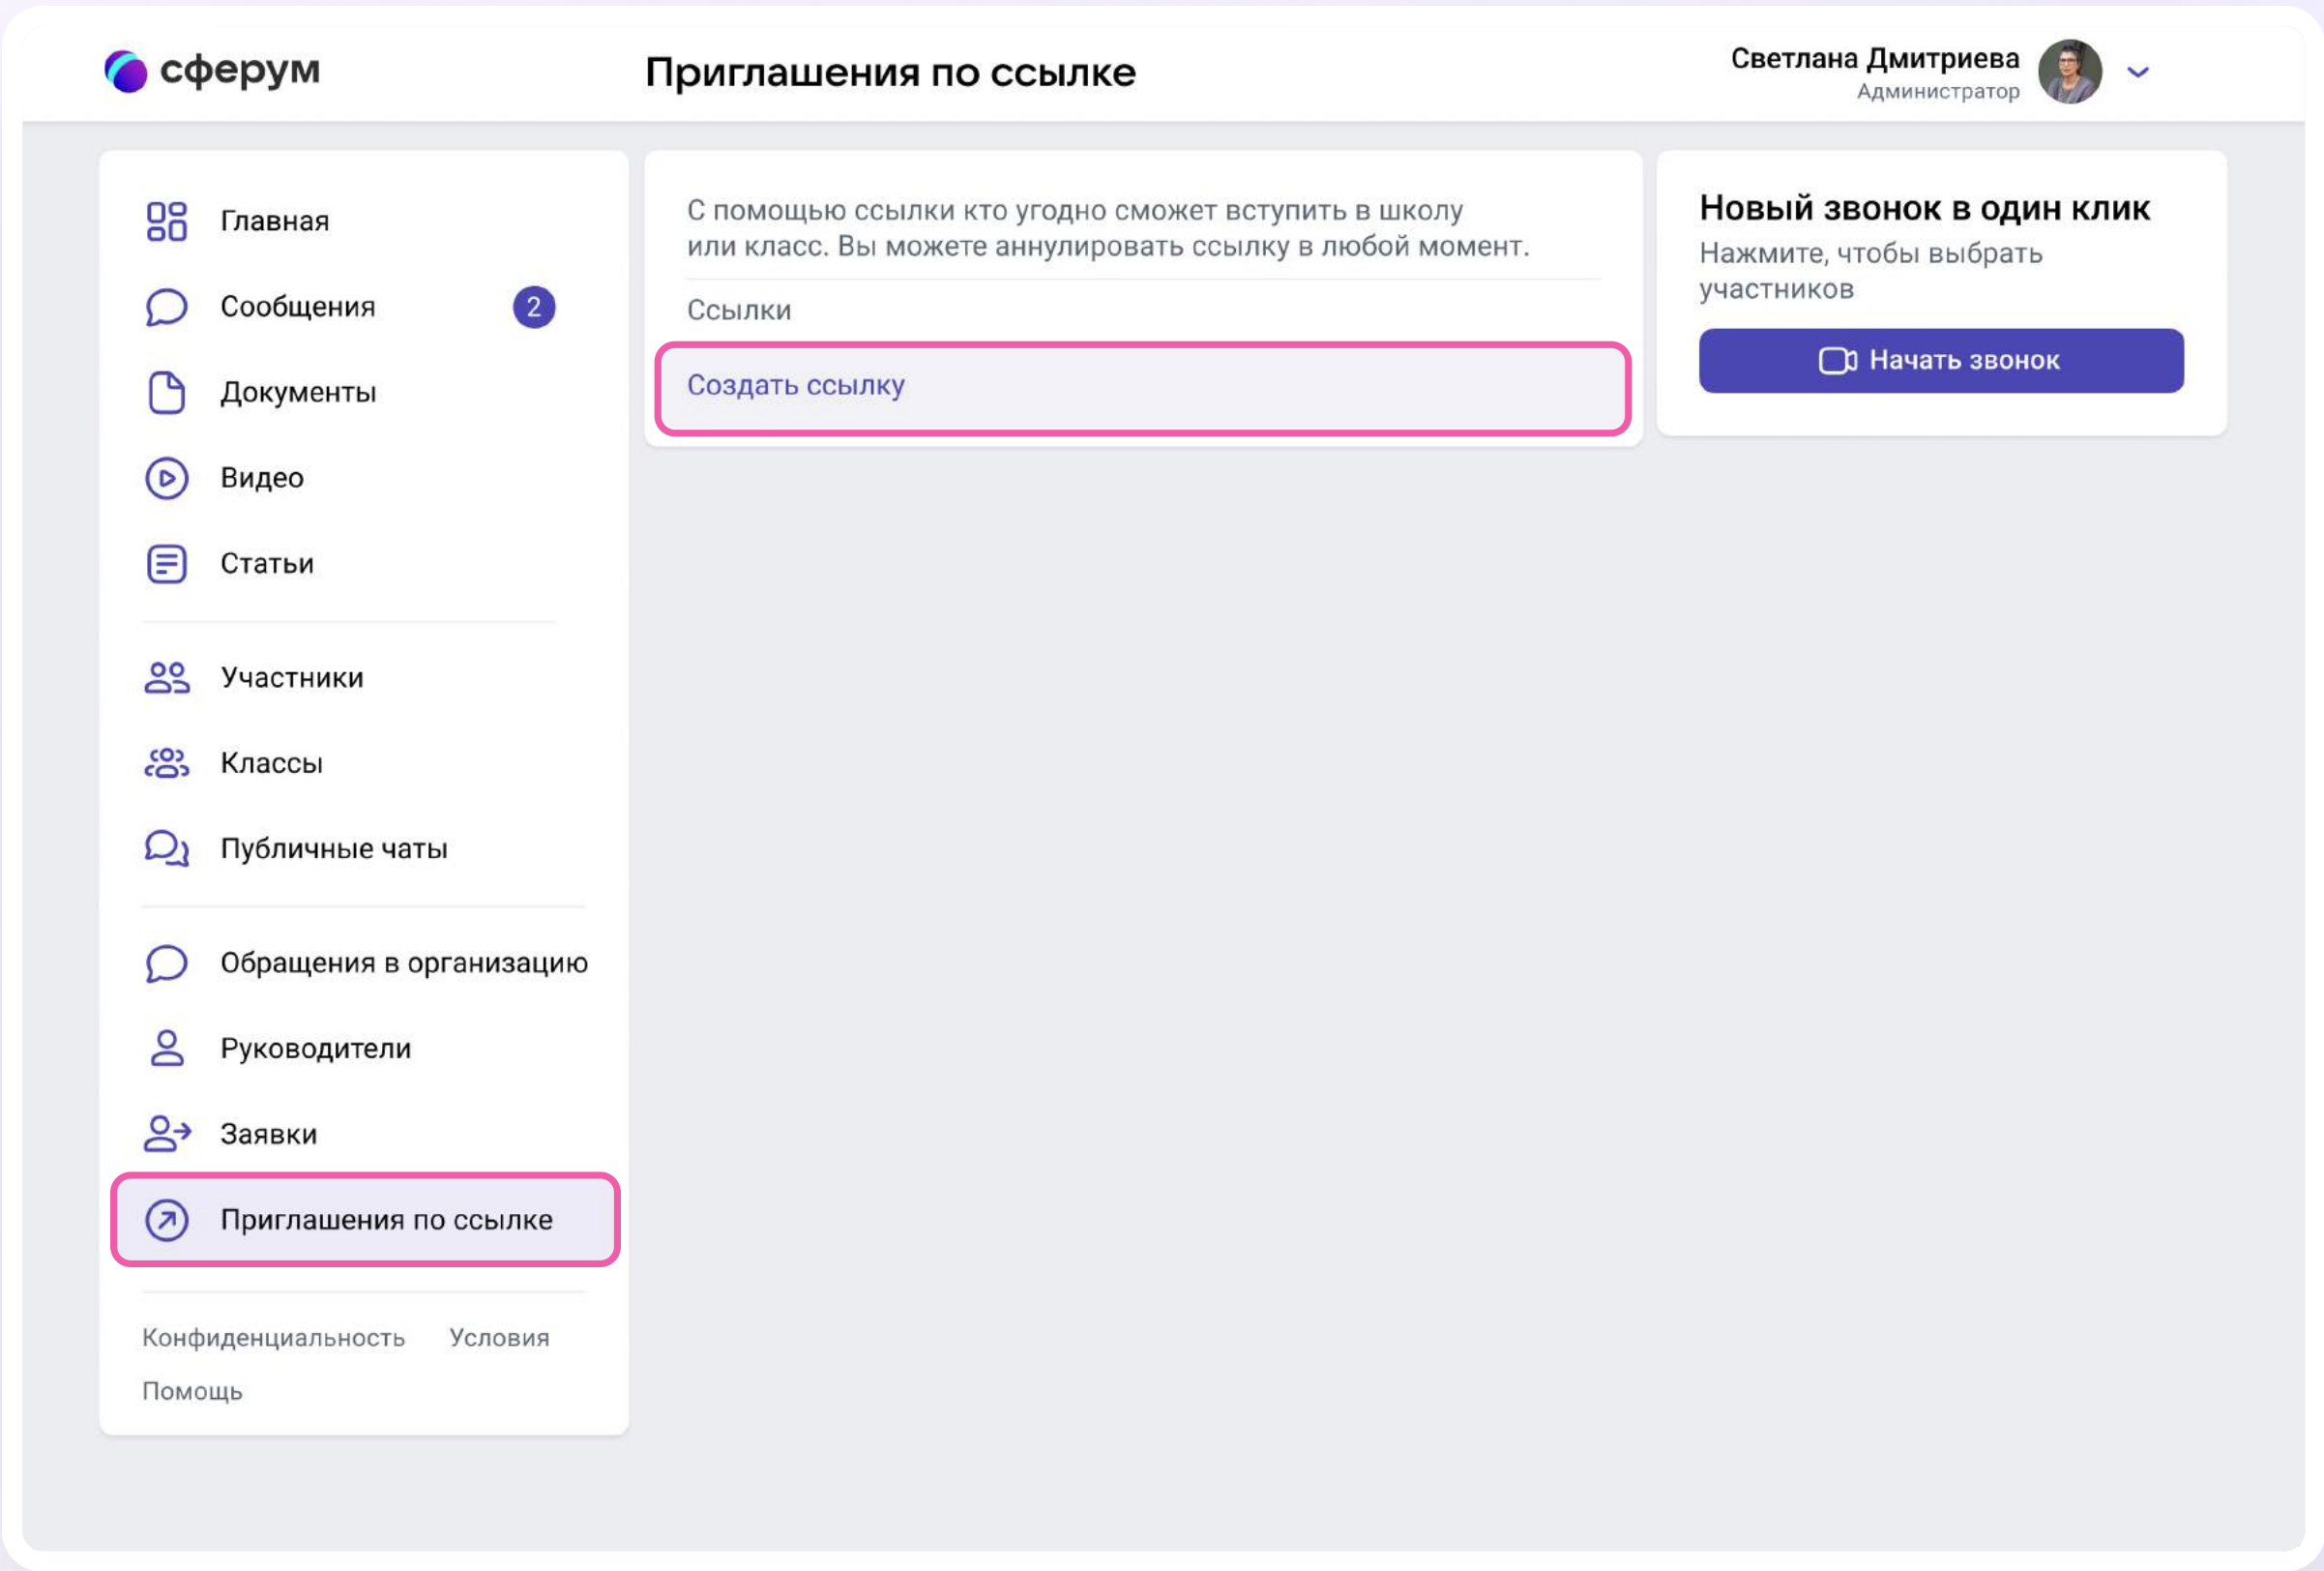 сферум
Приглашения по ссылке
Светлана Дмитриева
Администратор
Главная
Сообщения 2
Документы
Видео
Статьи
Участники
Классы
Публичные чаты
Обращения в организацию
Руководители
Заявки
Приглашения по ссылке
Конфиденциальность Условия
Помощь
С помощью ссылки кто угодно сможет вступить в школу
или класс. Вы можете аннулировать ссылку в любой момент.
Ссылки
Создать ссылку
Новый звонок в один клик
Нажмите, чтобы выбрать
участников
Начать звонок